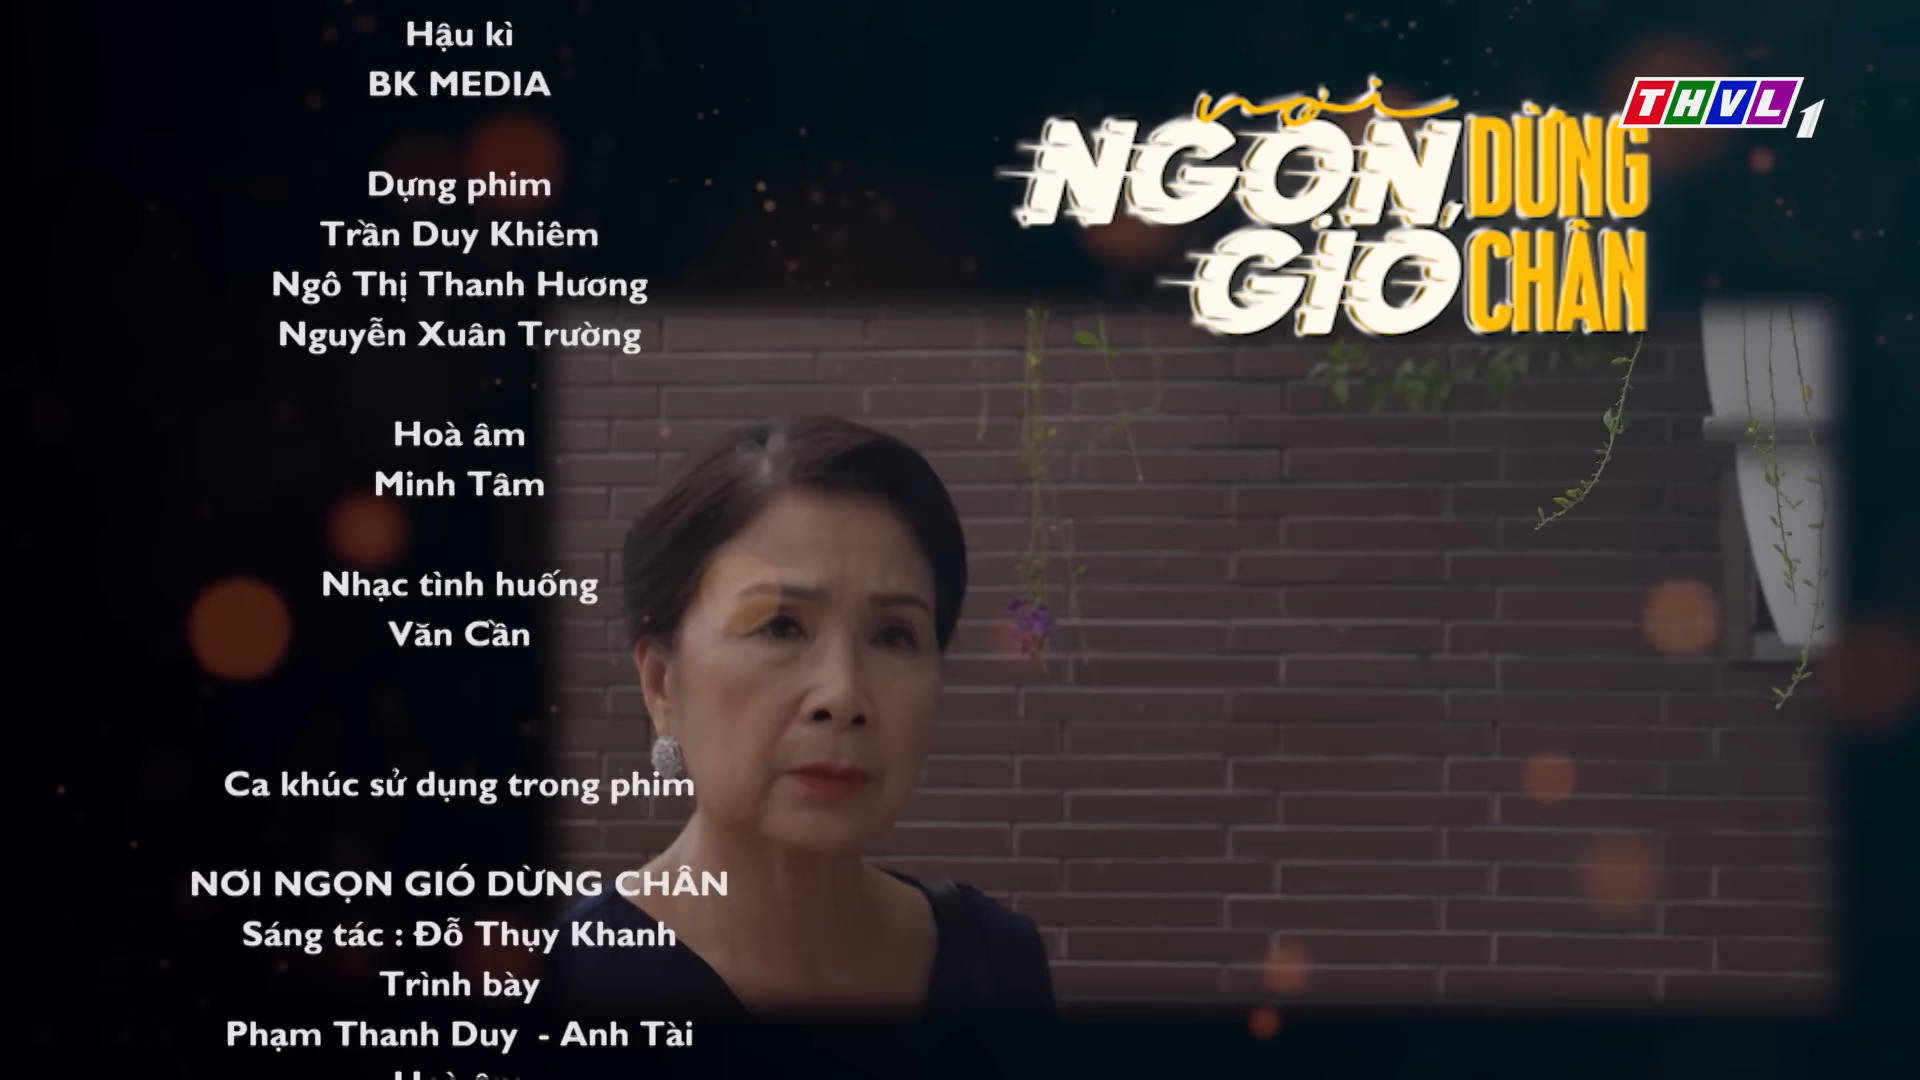 Hậu kì
BK MEDIA
Dựng phim
Trần Duy Khiêm
Ngô Thị Thanh Hương
Nguyễn Xuân Trường
Hoà âm
Minh Tâm
Nhạc tình huống
Văn Cần
Ca khúc sử dụng trong phim
NƠI NGỌN GIÓ DỪNG CHÂN
Sáng tác : Đỗ Thụy Khanh
Trình bày
Phạm Thanh Duy - Anh Tài
Hoà âm
nơi
NGỌN DỪNG
GIÓ CHÂN
THVL 1